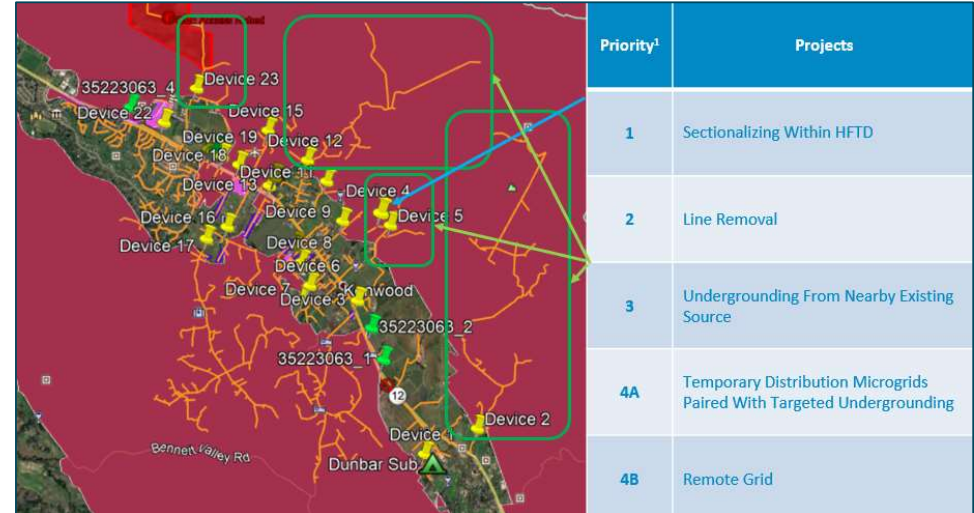 35223063_4
Device 23
Device 22
Device 15
Device 19
Device 12
Device 18
Device 11
Device 13
Device 4
Device 16
Device 9
Device 5
Device 17
Device 8
Device 6
Device 7
Device 3
35223063_2
35223063_1
12
Device 2
Device 1
Bennett Valley Rd
Dunbar Sub
Priority¹ Projects
1 Sectionalizing Within HFTD
2 Line Removal
3 Undergrounding From Nearby Existing
Source
4A Temporary Distribution Microgrids
Paired With Targeted Undergrounding
4B Remote Grid